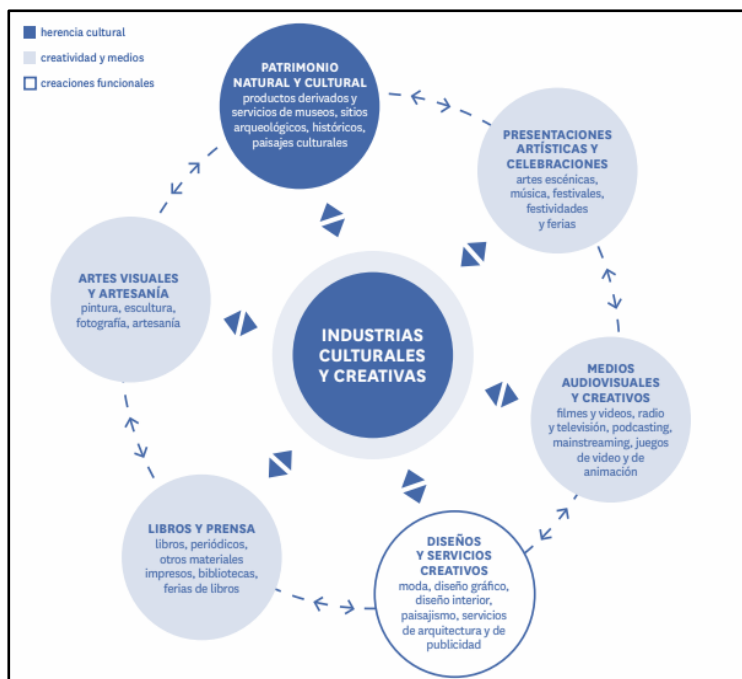 herencia cultural
creatividad y medios
creaciones funcionales
PATRIMONIO
NATURAL Y CULTURAL
productos derivados y
servicios de museos, sitios
arqueológicos, históricos,
paisajes culturales
PRESENTACIONES
ARTÍSTICAS Y
CELEBRACIONES
artes escénicas,
música, festivales,
festividades
y ferias
ARTES VISUALES
Y ARTESANÍA
pintura, escultura,
fotografía, artesanía
INDUSTRIAS
CULTURALES
Y CREATIVAS
MEDIOS
AUDIOVISUALES
Y CREATIVOS
filmes y videos, radio
y televisión, podcasting,
mainstreaming, juegos
de video y de
animación
LIBROS Y PRENSA
libros, periódicos,
otros materiales
impresos, bibliotecas,
ferias de libros
DISEÑOS
Y SERVICIOS
CREATIVOS
moda, diseño gráfico,
diseño interior,
paisajismo, servicios
de arquitectura y de
publicidad